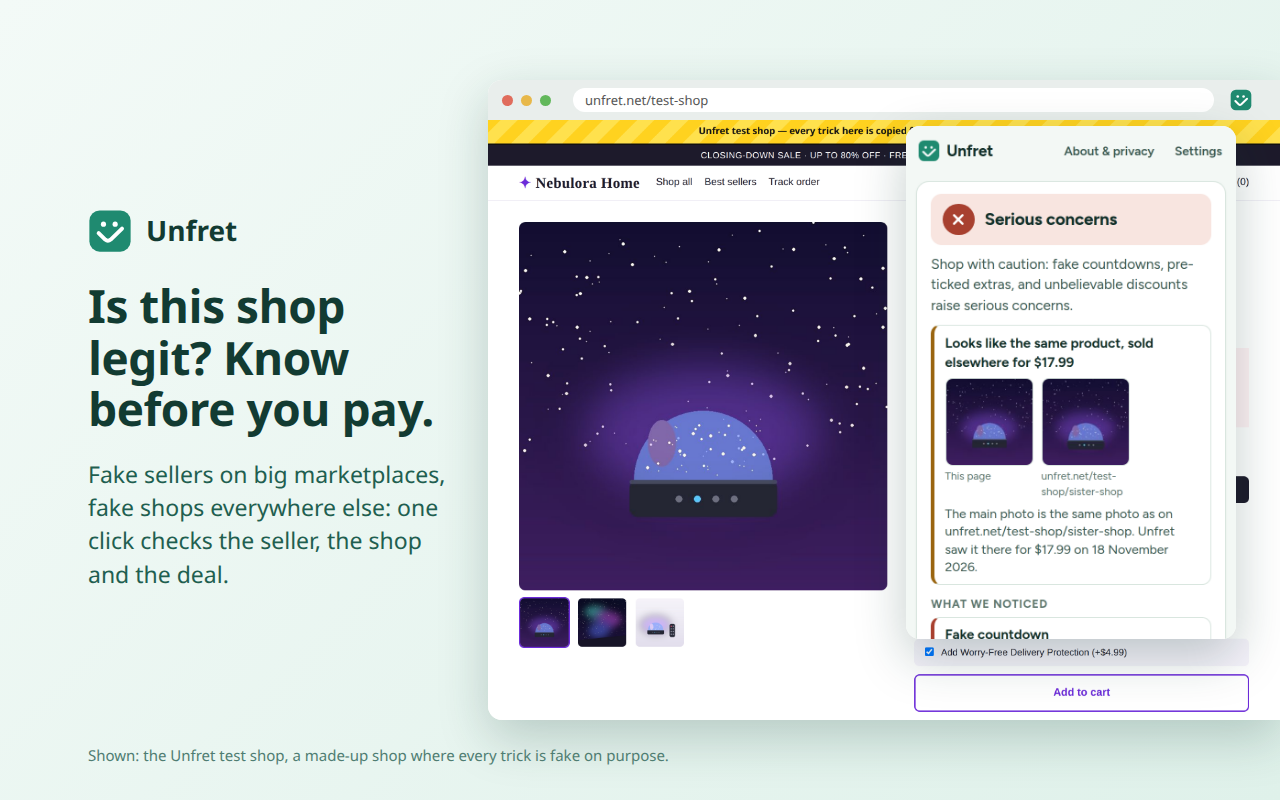 Unfret
Is this shop
legit? Know
before you pay.
Fake sellers on big marketplaces,
fake shops everywhere else: one
click checks the seller, the shop
and the deal.
Shown: the Unfret test shop, a made-up shop where every trick is fake on purpose.
unfret.net/test-shop
Unfret test shop — every trick here is copied
CLOSING-DOWN SALE · UP TO 80% OFF ·
Nebulora Home
Shop all
Best sellers
Track order
(0)
Unfret
About & privacy
Settings
Serious concerns
Shop with caution: fake countdowns, pre-
ticked extras, and unbelievable discounts
raise serious concerns.
Looks like the same product, sold
elsewhere for $17.99
This page
unfret.net/test-
shop/sister-shop
The main photo is the same photo as on
unfret.net/test-shop/sister-shop. Unfret
saw it there for $17.99 on 18 November
2026.
WHAT WE NOTICED
Fake countdown
Add Worry-Free Delivery Protection (+$4.99)
Add to cart